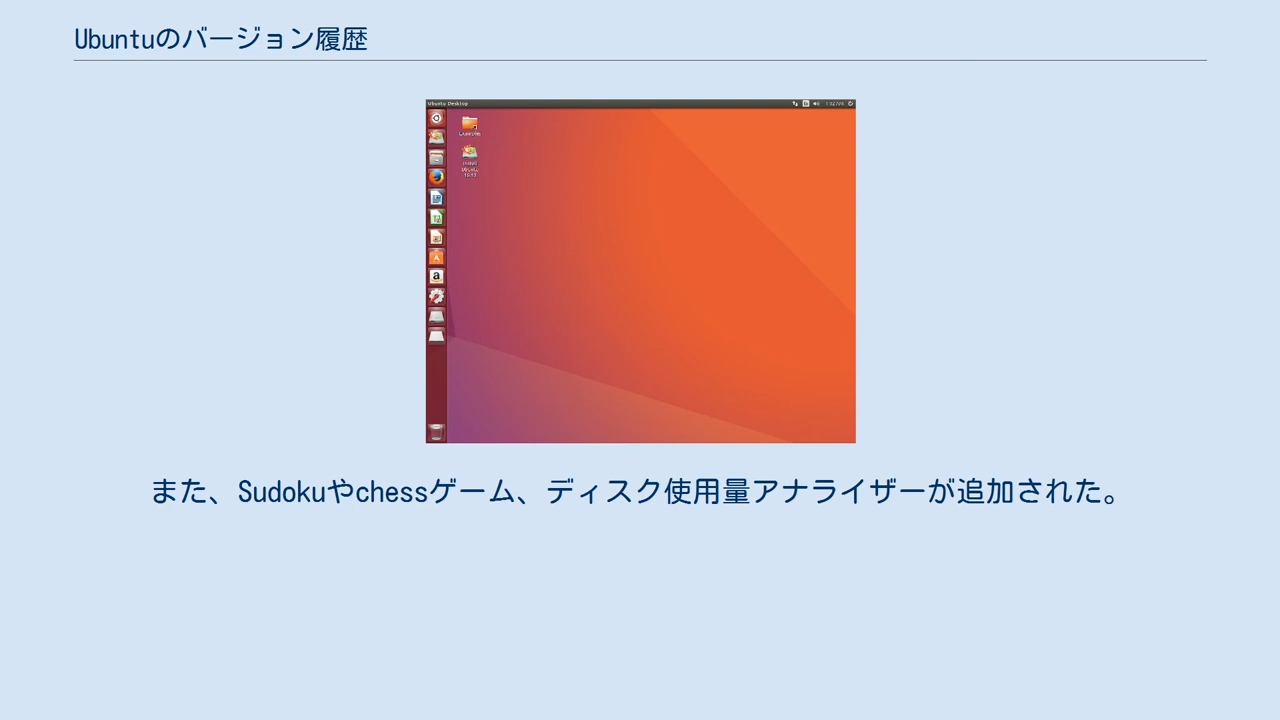 Ubuntuのバージョン履歴
Ubuntu Desktop
また、Sudokuやchessゲーム、ディスク使用量アナライザーが追加された。